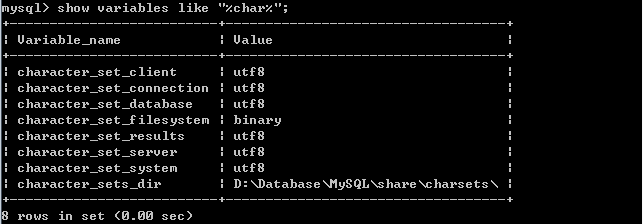 mysql> show variables like "%char%";
+--------------------------+----------------------------------+
| Variable_name            | Value                            |
+--------------------------+----------------------------------+
| character_set_client     | utf8                             |
| character_set_connection | utf8                             |
| character_set_database   | utf8                             |
| character_set_filesystem | binary                           |
| character_set_results    | utf8                             |
| character_set_server     | utf8                             |
| character_set_system     | utf8                             |
| character_sets_dir       | D:\Database\MySQL\share\charsets\ |
+--------------------------+----------------------------------+
8 rows in set (0.00 sec)